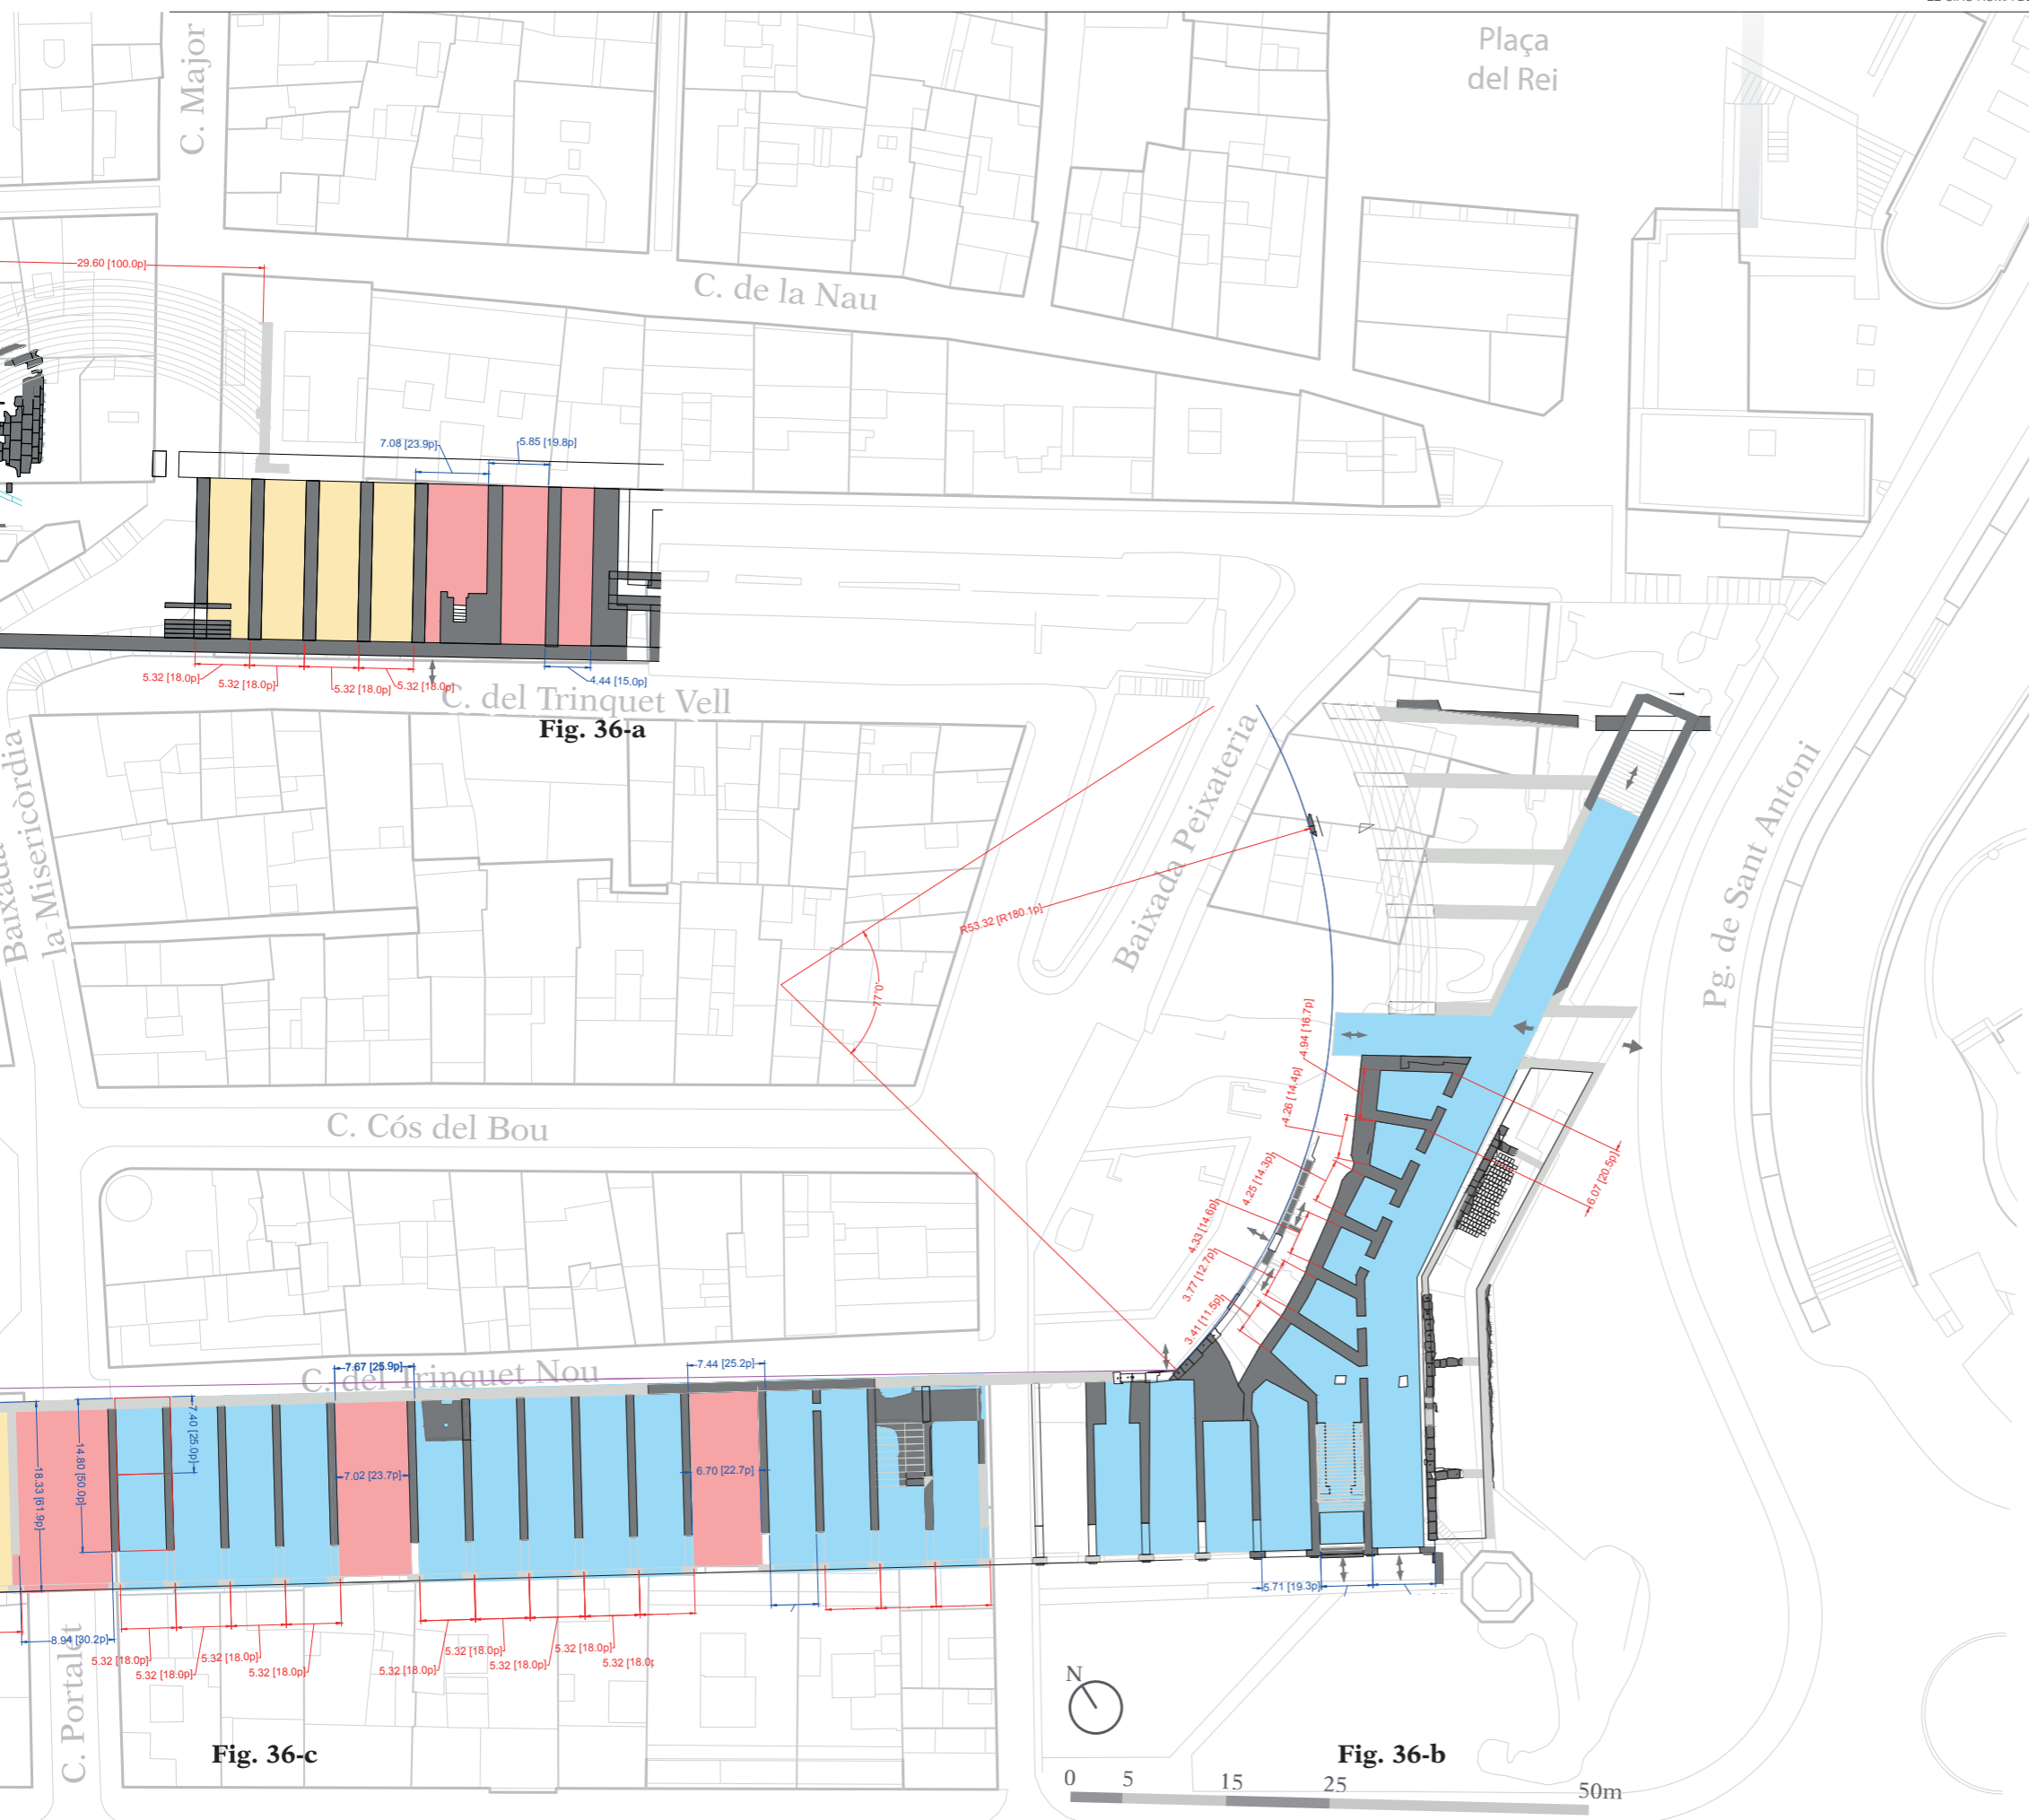 Plaça
del Rei
C. Major
29.60 [100.0p]
C. de la Nau
7.08 [23.9p]
5.85 [19.8p]
5.32 [18.0p]
5.32 [18.0p]
5.32 [18.0p]
5.32 [18.0p]
4.44 [15.0p]
C. del Trinquet Vell
Fig. 36-a
Baixada
la Misericòrdia
Baixada Peixateria
Pg. de Sant Antoni
R53.32 [R180.1p]
77°0'
4.94 [16.7p]
4.26 [14.4p]
4.25 [14.3p]
4.33 [14.6p]
3.77 [12.7p]
3.41 [11.5p]
6.07 [20.5p]
C. Cós del Bou
C. del Trinquet Nou
7.67 [25.9p]
7.44 [25.2p]
7.40 [25.0p]
14.80 [50.0p]
18.33 [61.9p]
7.02 [23.7p]
6.70 [22.7p]
5.71 [19.3p]
8.94 [30.2p]
5.32 [18.0p]
5.32 [18.0p]
5.32 [18.0p]
5.32 [18.0p]
5.32 [18.0p]
5.32 [18.0p]
5.32 [18.0p]
5.32 [18.0p]
5.32 [18.0p
C. Portalet
N
Fig. 36-c
Fig. 36-b
0 5 15 25 50m